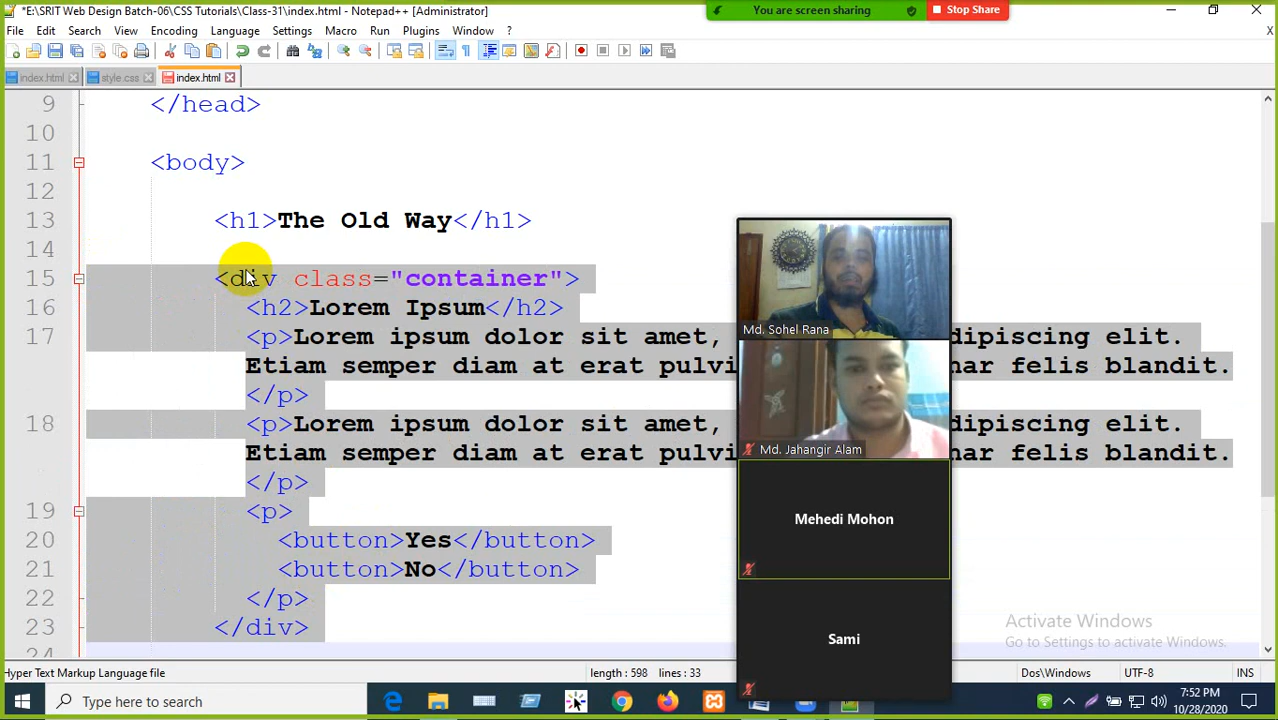 *E:\SRIT Web Design Batch-06\CSS Tutorials\Class-31\index.html - Notepad++ [Administrator]
You are screen sharing
Stop Share
File Edit Search View Encoding Language Settings Macro Run Plugins Window ? X
index.html style.css index.html
9 </head>
10
11 <body>
12
13 <h1>The Old Way</h1>
14
15 <div class="container">
16 <h2>Lorem Ipsum</h2>
17 <p>Lorem ipsum dolor sit amet, dipiscing elit.
Etiam semper diam at erat pulvi nar felis blandit.
</p>
18 <p>Lorem ipsum dolor sit amet, dipiscing elit.
Etiam semper diam at erat pulvi nar felis blandit.
</p>
19 <p>
20 <button>Yes</button>
21 <button>No</button>
22 </p>
23 </div>
24
Md. Sohel Rana
Md. Jahangir Alam
Mehedi Mohon
Sami
Activate Windows
Go to Settings to activate Windows.
Hyper Text Markup Language file
length : 598 lines : 33
Dos\Windows
UTF-8
INS
Type here to search
7:52 PM
10/28/2020